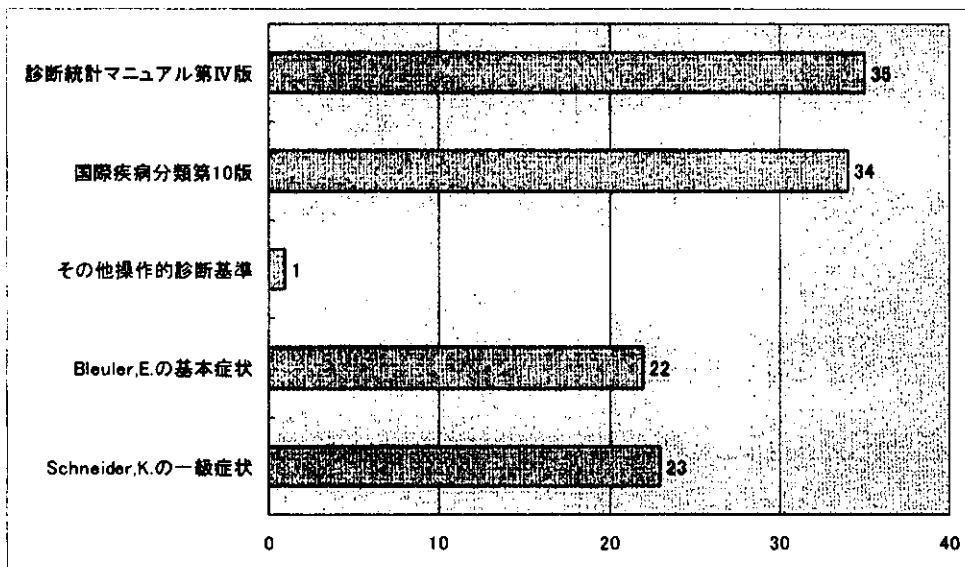 診断統計マニュアル第Ⅳ版
35
国際疾病分類第10版
34
その他操作的診断基準
1
Bleuler,E.の基本症状
22
Schneider,K.の一級症状
23
0 10 20 30 40